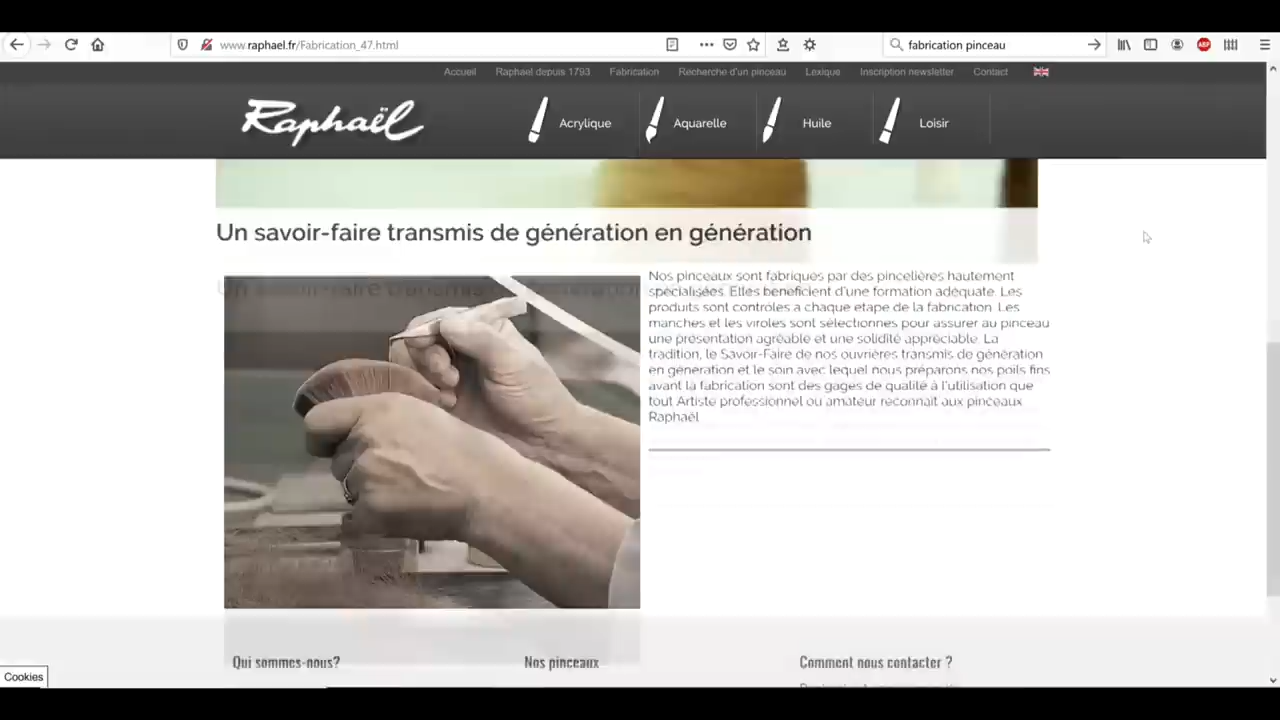 www.raphael.fr/Fabrication_47.html
fabrication pinceau
ABP
Accueil Raphael depuis 1793 Fabrication Recherche d'un pinceau Lexique Inscription newsletter Contact
Raphaël
Acrylique Aquarelle Huile Loisir
Un savoir-faire transmis de génération en génération
Nos pinceaux sont fabriqués par des pincelières hautement
spécialisées. Elles bénéficient d'une formation adéquate. Les
produits sont contrôlés à chaque étape de la fabrication. Les
manches et les viroles sont sélectionnés pour assurer au pinceau
une présentation agréable et une solidité appréciable. La
tradition, le Savoir-Faire de nos ouvrières transmis de génération
en génération et le soin avec lequel nous préparons nos poils fins
avant la fabrication sont des gages de qualité à l'utilisation que
tout Artiste professionnel ou amateur reconnaît aux pinceaux
Raphaël
Qui sommes-nous? Nos pinceaux Comment nous contacter ?
Cookies